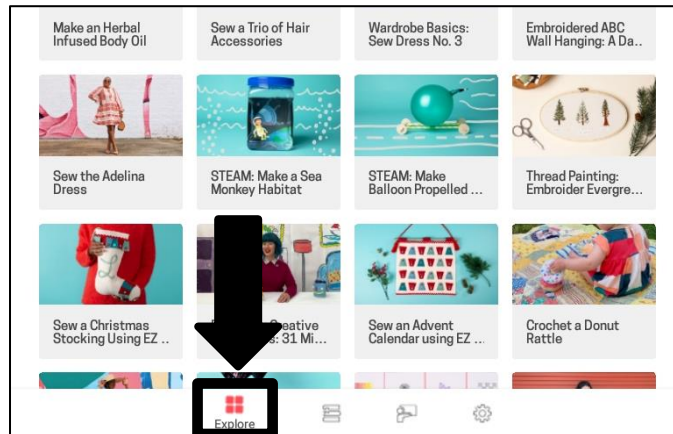 Make an Herbal
Infused Body Oil
Sew a Trio of Hair
Accessories
Wardrobe Basics:
Sew Dress No. 3
Embroidered ABC
Wall Hanging: A Da..
Sew the Adelina
Dress
STEAM: Make a Sea
Monkey Habitat
STEAM: Make
Balloon Propelled ...
Thread Painting:
Embroider Evergre...
Sew a Christmas
Stocking Using EZ ..
eative
s: 31 Mi...
Sew an Advent
Calendar using EZ ...
Crochet a Donut
Rattle
Explore